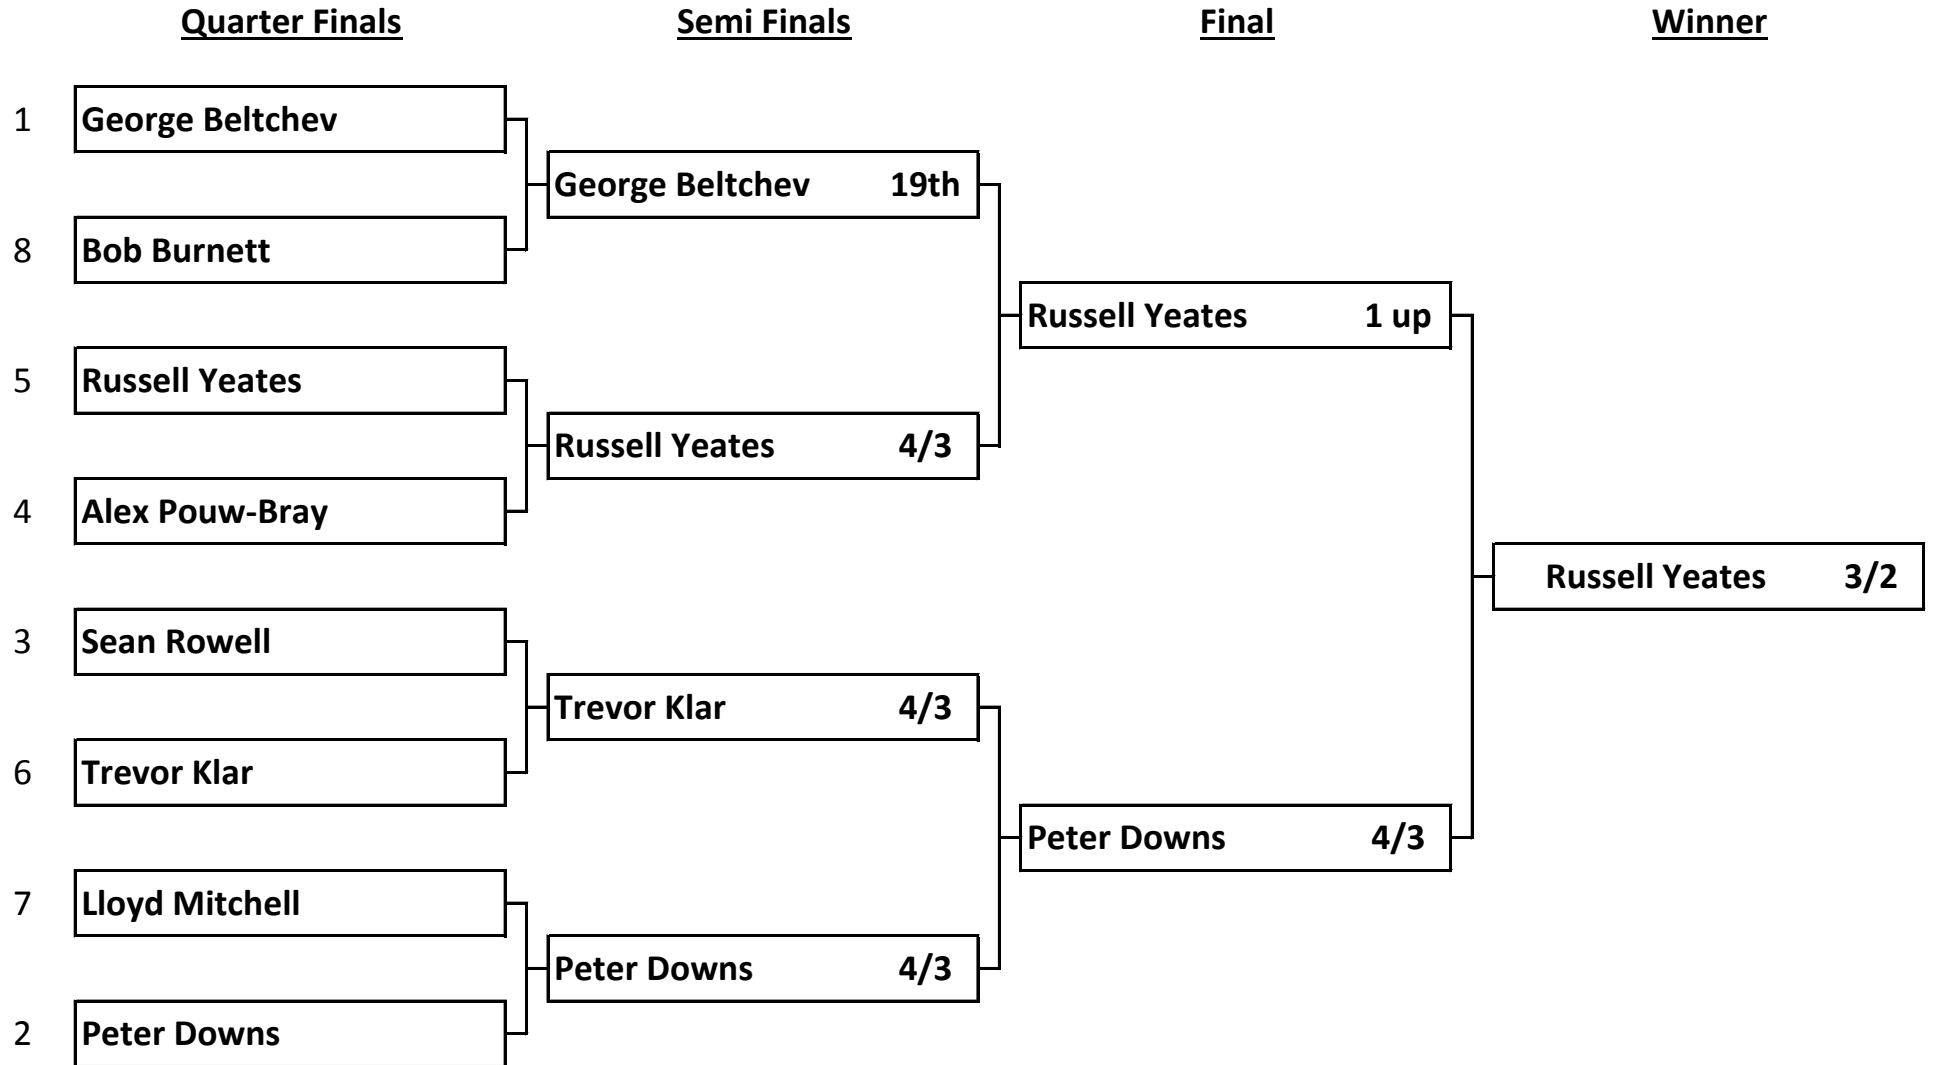 Quarter Finals Semi Finals Final Winner
1 George Beltchev
George Beltchev 19th
8 Bob Burnett
Russell Yeates 1 up
5 Russell Yeates
Russell Yeates 4/3
4 Alex Pouw-Bray
Russell Yeates 3/2
3 Sean Rowell
Trevor Klar 4/3
6 Trevor Klar
Peter Downs 4/3
7 Lloyd Mitchell
Peter Downs 4/3
2 Peter Downs